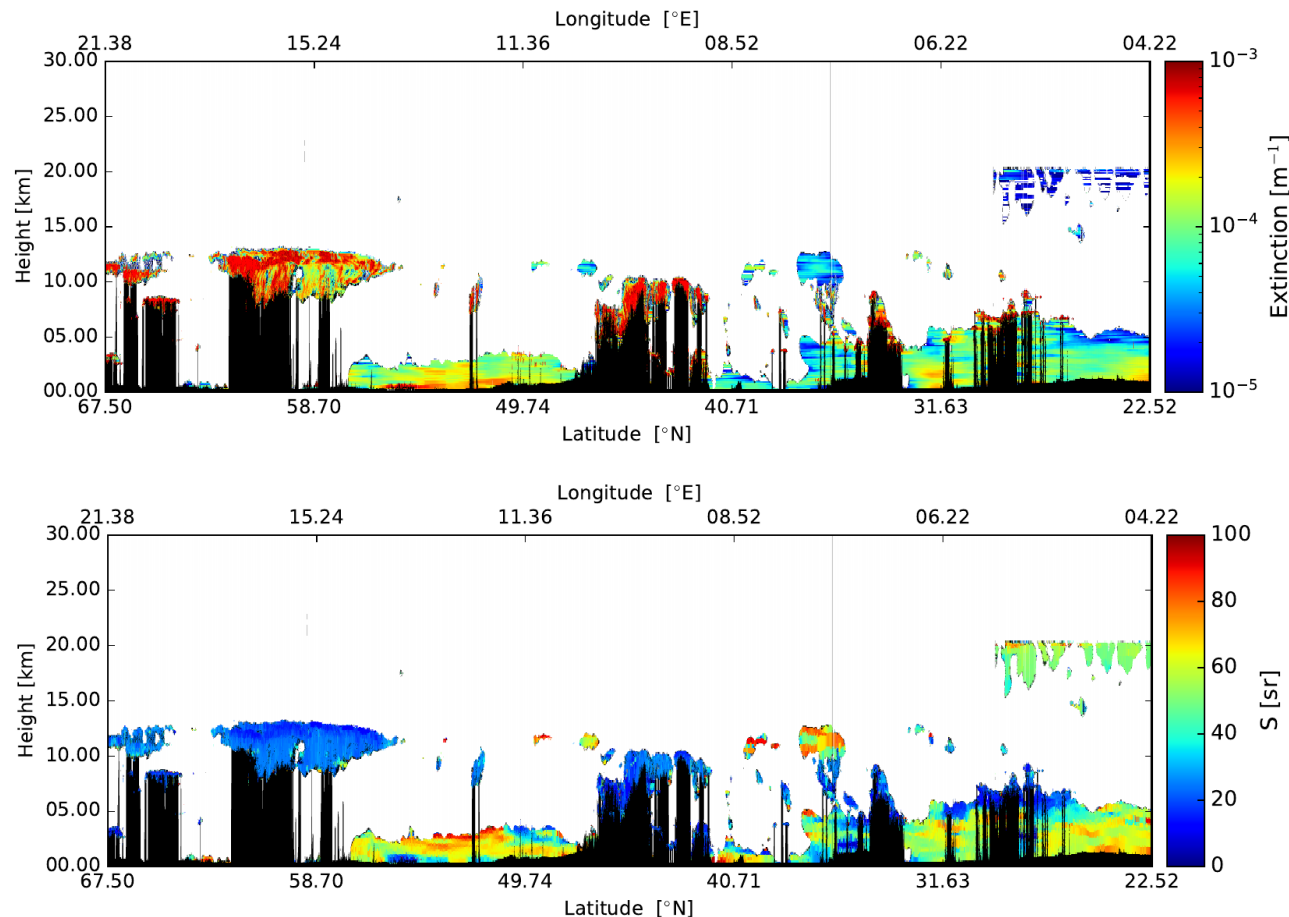 Longitude [°E]
21.38 15.24 11.36 08.52 06.22 04.22
30.00
25.00
20.00
15.00
10.00
05.00
00.00
Height [km]
67.50 58.70 49.74 40.71 31.63 22.52
Latitude [°N]
10⁻³
10⁻⁴
10⁻⁵
Extinction [m⁻¹]
Longitude [°E]
21.38 15.24 11.36 08.52 06.22 04.22
30.00
25.00
20.00
15.00
10.00
05.00
00.00
Height [km]
67.50 58.70 49.74 40.71 31.63 22.52
Latitude [°N]
100
80
60
40
20
0
S [sr]